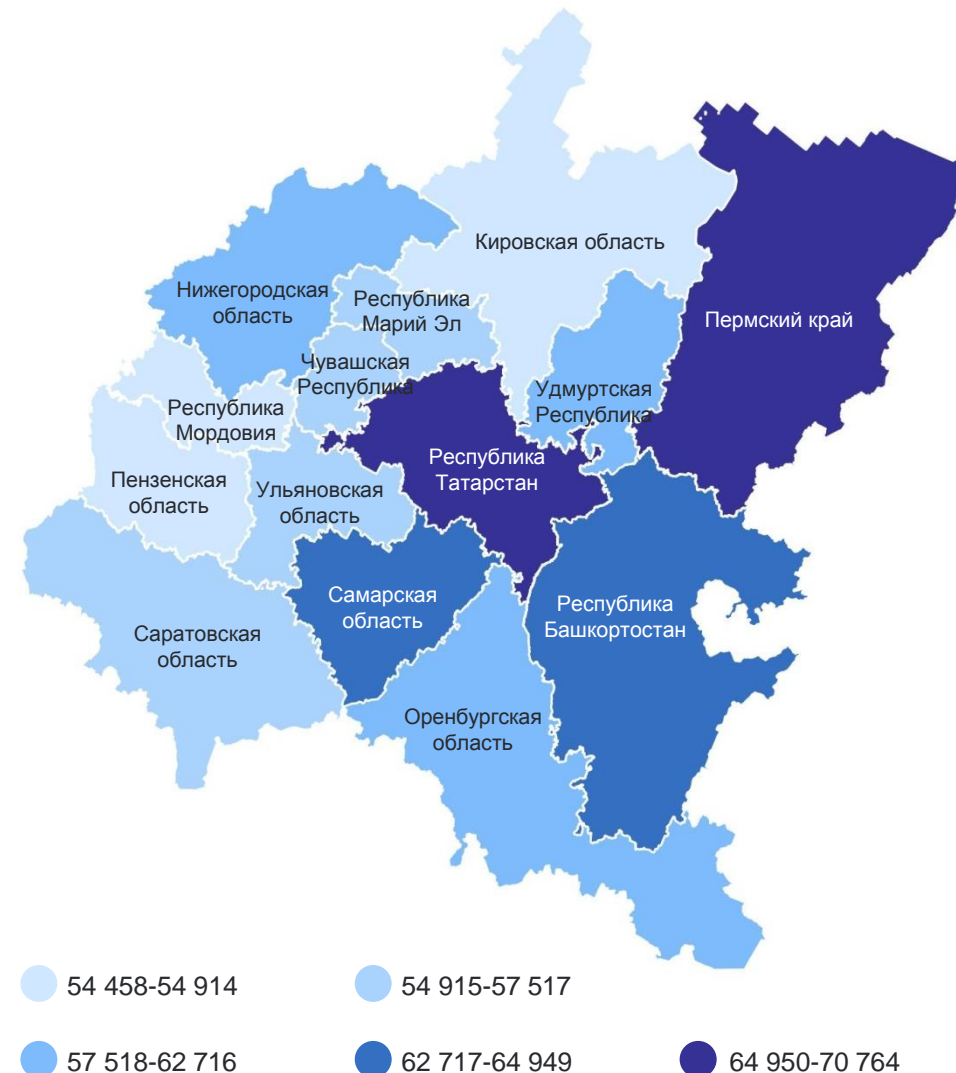 Кировская область
Нижегородская
область
Республика
Марий Эл
Пермский край
Чувашская
Республика
Удмуртская
Республика
Республика
Мордовия
Республика
Татарстан
Пензенская
область
Ульяновская
область
Самарская
область
Республика
Башкортостан
Саратовская
область
Оренбургская
область
54 458-54 914
54 915-57 517
57 518-62 716
62 717-64 949
64 950-70 764